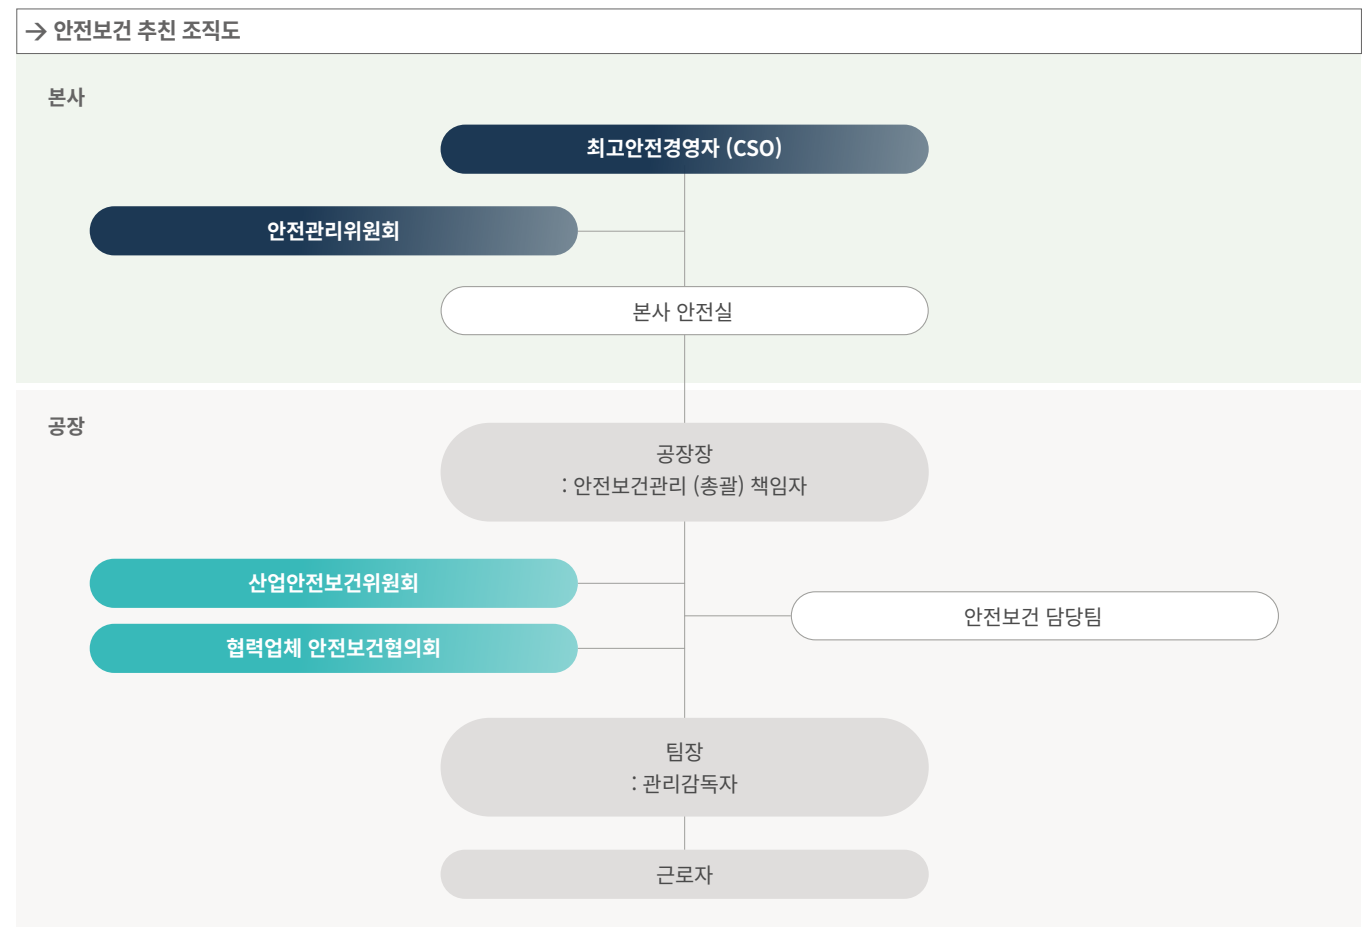 → 안전보건 추친 조직도
본사
최고안전경영자 (CSO)
안전관리위원회
본사 안전실
공장
공장장
: 안전보건관리 (총괄) 책임자
산업안전보건위원회
안전보건 담당팀
협력업체 안전보건협의회
팀장
: 관리감독자
근로자